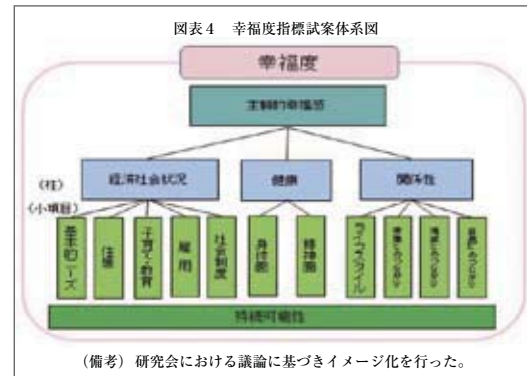 図表4 幸福度指標試案体系図
幸福度
主観的幸福感
(柱)
経済社会状況
健康
関係性
(小項目)
基本的ニーズ
住居
子育て・教育
雇用
社会制度
身体面
精神面
ライフスタイル
持続可能性
(備考) 研究会における議論に基づきイメージ化を行った。